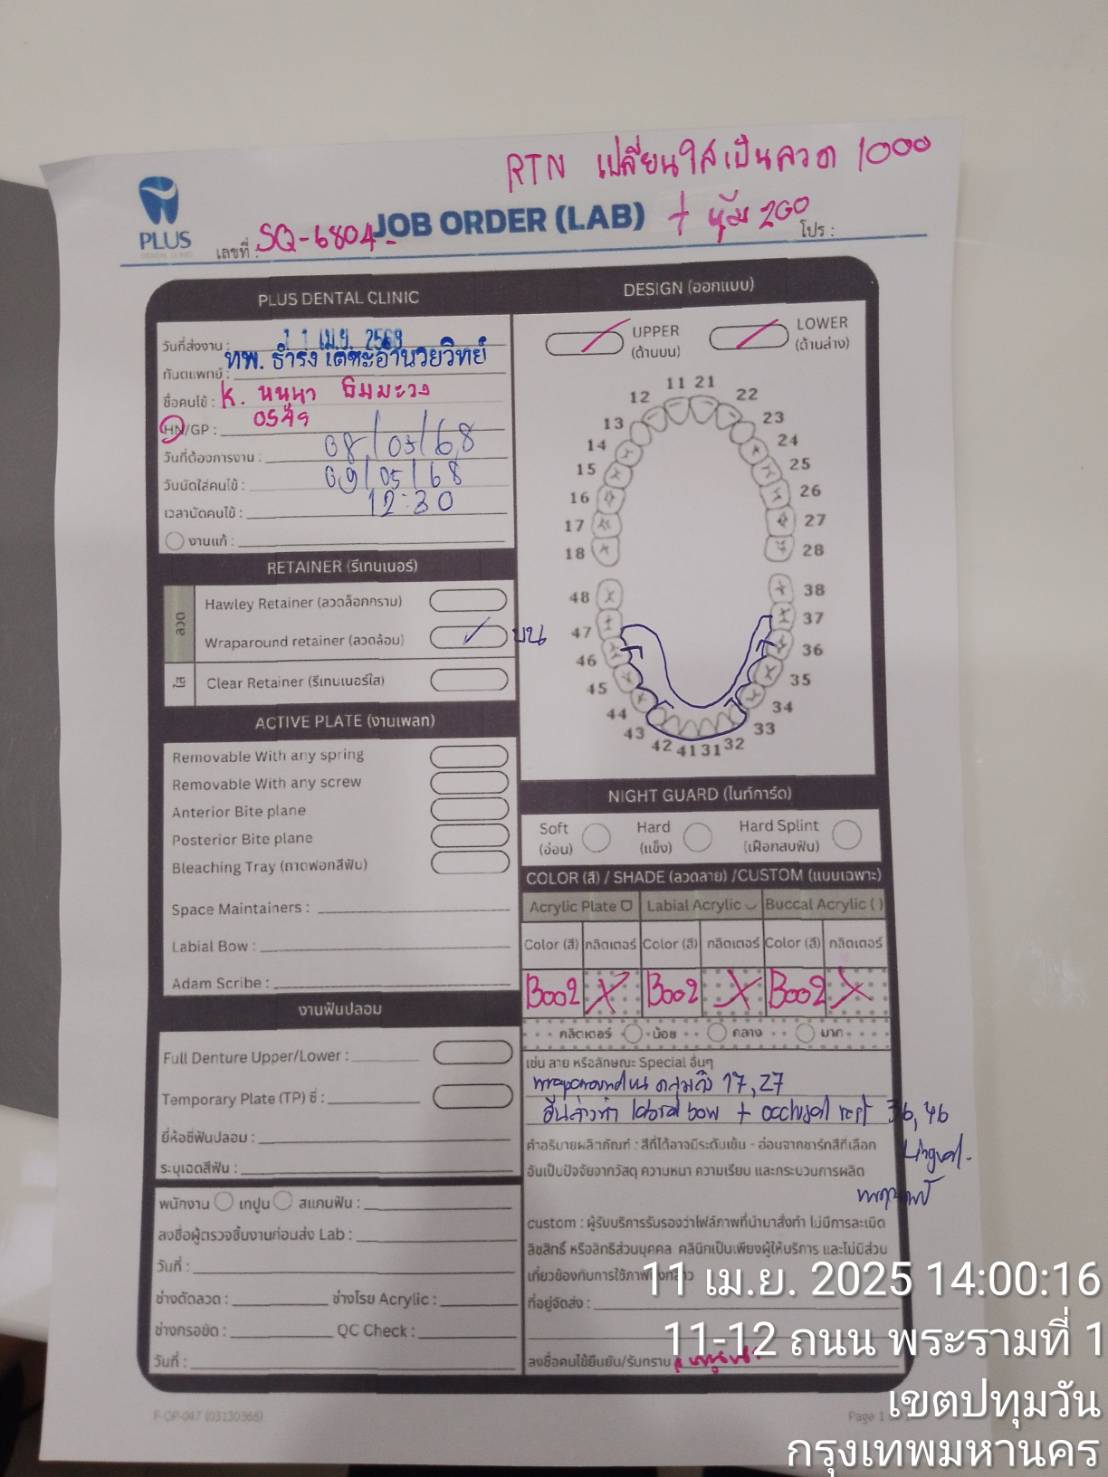 RTN เปลี่ยนใสเป็นลวด 1000
PLUS
DENTAL CLINIC
เลขที่ : SQ-6804-
JOB ORDER (LAB)
+ หุ้ม 200
โปร :
PLUS DENTAL CLINIC
วันที่ส่งงาน : 11 เม.ย. 2568
ทันตแพทย์ : ทพ. ธำรง เตชะอำนวยวิทย์
ชื่อคนไข้ : K.
HN/GP :
วันที่ต้องการงาน : 08/05/68
วันนัดใส่คนไข้ : 09/05/68
เวลานัดคนไข้ : 12:30
งานแก้ :
RETAINER (รีเทนเนอร์)
ลวด
Hawley Retainer (ลวดล็อกกราม)
Wraparound retainer (ลวดล้อม) ✓ บน
ใส
Clear Retainer (รีเทนเนอร์ใส)
ACTIVE PLATE (งานเพลท)
Removable With any spring
Removable With any screw
Anterior Bite plane
Posterior Bite plane
Bleaching Tray (ถาดฟอกสีฟัน)
Space Maintainers :
Labial Bow :
Adam Scribe :
งานฟันปลอม
Full Denture Upper/Lower :
Temporary Plate (TP) ซี่ :
ยี่ห้อซี่ฟันปลอม :
ระบุเฉดสีฟัน :
พนักงาน เทปูน สแกนฟัน :
ลงชื่อผู้ตรวจชิ้นงานก่อนส่ง Lab :
วันที่ :
ช่างดัดลวด : ช่างโรย Acrylic :
ช่างกรอขัด : QC Check :
วันที่ :
DESIGN (ออกแบบ)
UPPER
(ด้านบน)
LOWER
(ด้านล่าง)
11 21
12 22
13 23
14 24
15 25
16 26
17 27
18 28
48 38
47 37
46 36
45 35
44 34
43 33
42 41 31 32
NIGHT GUARD (ไนท์การ์ด)
Soft
(อ่อน)
Hard
(แข็ง)
Hard Splint
(เฝือกสบฟัน)
COLOR (สี) / SHADE (ลวดลาย) /CUSTOM (แบบเฉพาะ)
Acrylic Plate Labial Acrylic Buccal Acrylic ( )
Color (สี) กลิตเตอร์ Color (สี) กลิตเตอร์ Color (สี) กลิตเตอร์
B002 X B002 X B002 X
กลิตเตอร์ น้อย กลาง มาก
เช่น ลาย หรือลักษณะ Special อื่นๆ
wraparound บน 17, 27
labial bow + occlusal rest 36, 46
Lingual
คำอธิบายผลิตภัณฑ์ : สีที่ได้อาจมีระดับเข้ม - อ่อนจากชาร์ทสีที่เลือก
อันเป็นปัจจัยจากวัสดุ ความหนา ความเรียบ และกระบวนการผลิต
custom : ผู้รับบริการรับรองว่าไฟล์ภาพที่นำมาสั่งทำ ไม่มีการละเมิด
ลิขสิทธิ์ หรือสิทธิส่วนบุคคล คลินิกเป็นเพียงผู้ให้บริการ และไม่มีส่วน
เกี่ยวข้องกับการใช้ภาพดังกล่าว
ที่อยู่จัดส่ง :
ลงชื่อคนไข้ยืนยัน/รับทราบ
F-OP-047 (03130368)
Page 1
11 เม.ย. 2025 14:00:16
11-12 ถนน พระรามที่ 1
เขตปทุมวัน
กรุงเทพมหานคร